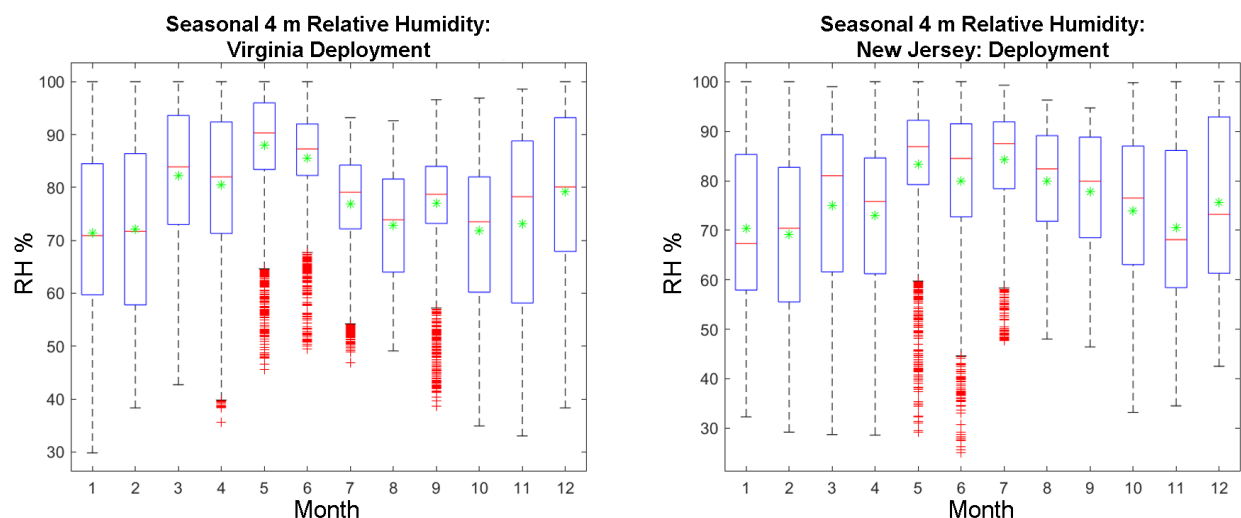 Seasonal 4 m Relative Humidity:
Virginia Deployment
100
90
80
70
60
50
40
30
RH %
1 2 3 4 5 6 7 8 9 10 11 12
Month
Seasonal 4 m Relative Humidity:
New Jersey: Deployment
100
90
80
70
60
50
40
30
RH %
1 2 3 4 5 6 7 8 9 10 11 12
Month